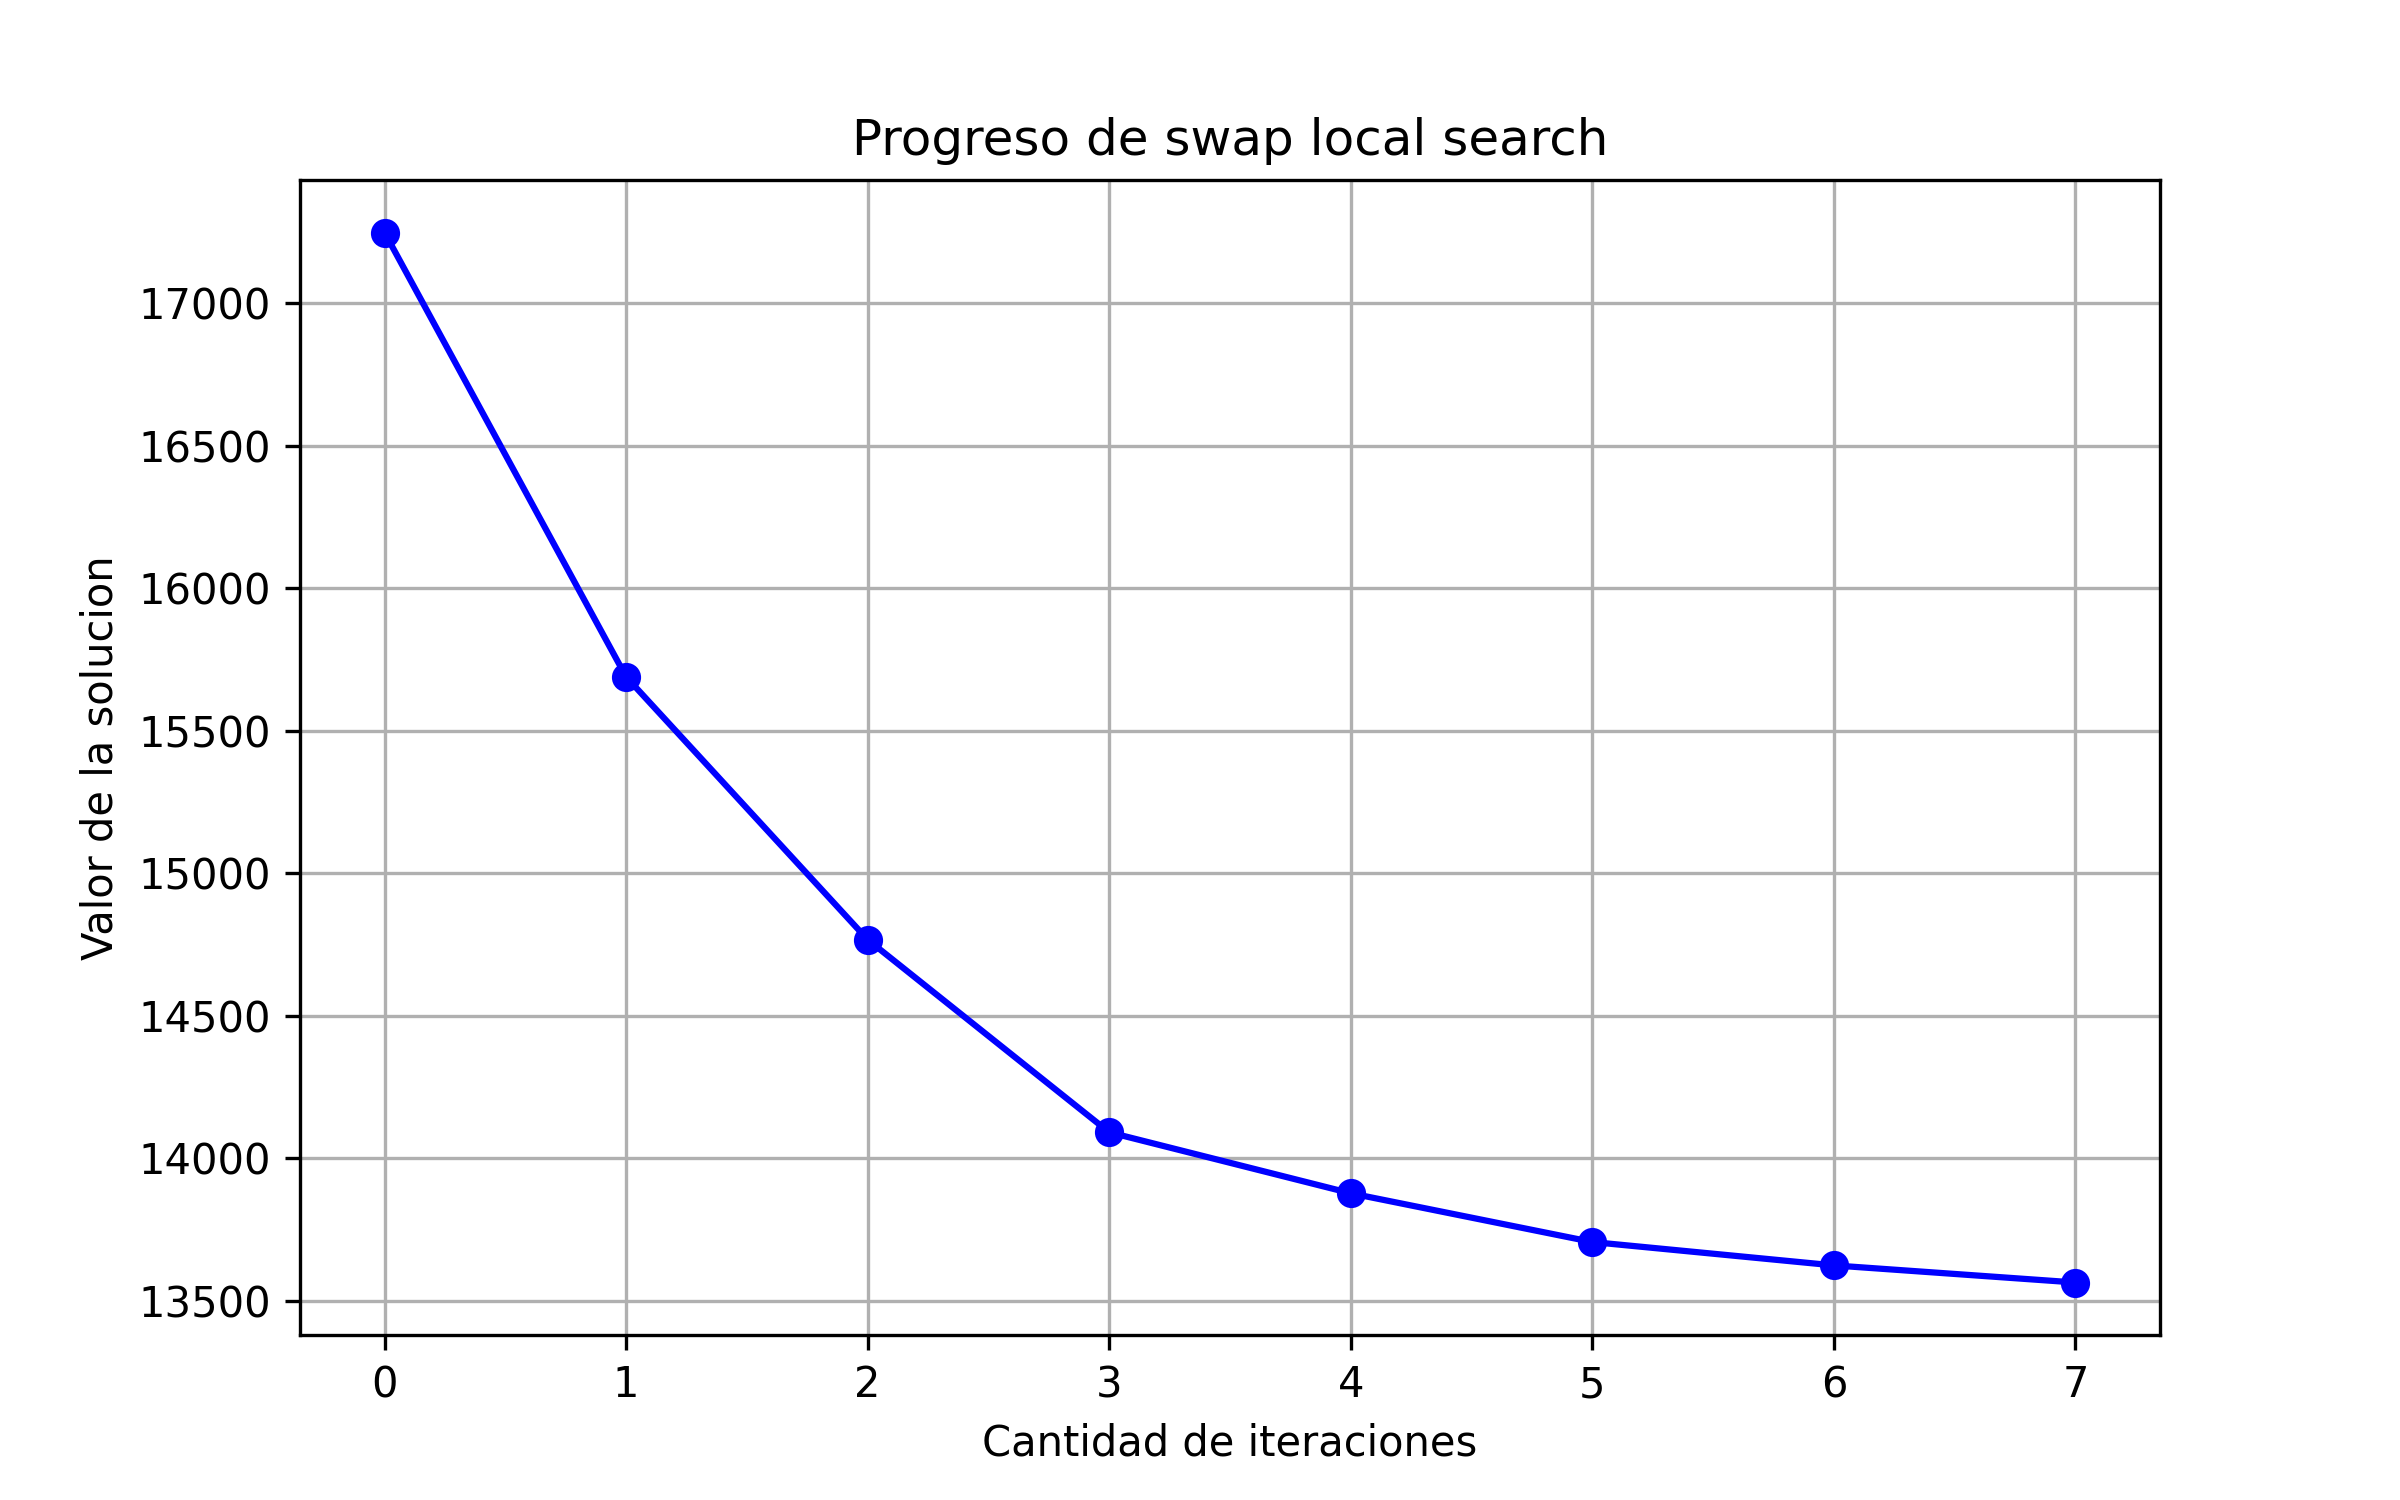 Progreso de swap local search
Valor de la solucion
17000
16500
16000
15500
15000
14500
14000
13500
0 1 2 3 4 5 6 7
Cantidad de iteraciones